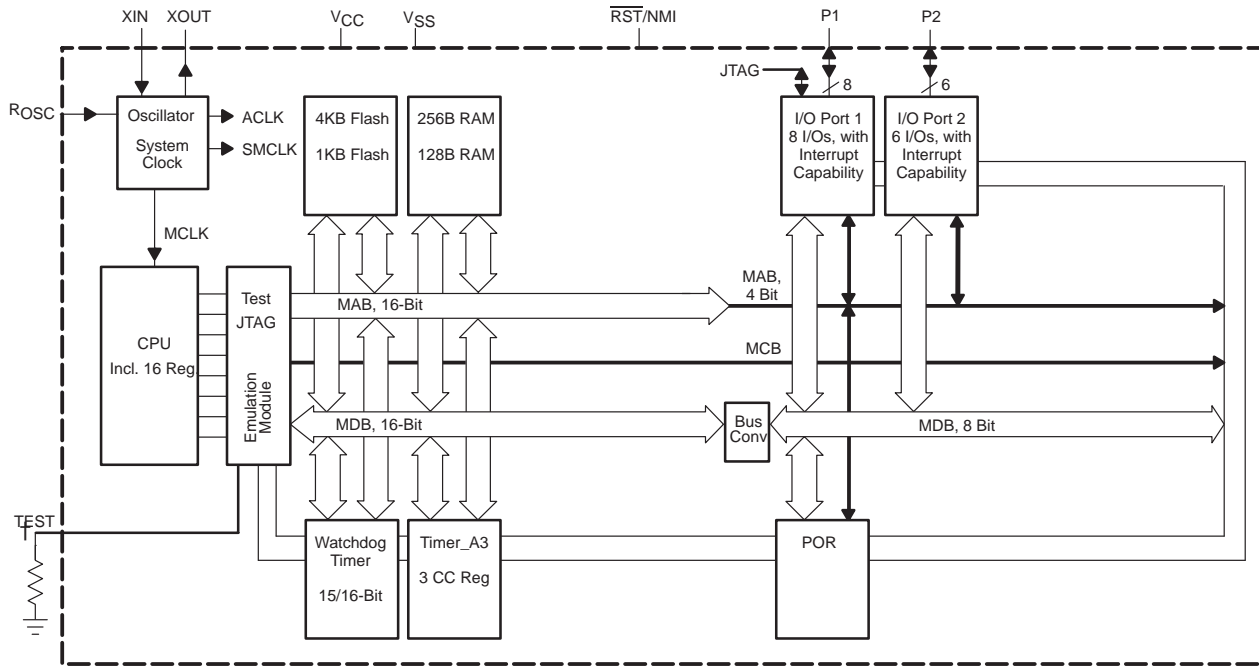 XIN
XOUT
VCC
VSS
RST/NMI
P1
P2
JTAG
8
6
ROSC
Oscillator
System
Clock
ACLK
SMCLK
4KB Flash
1KB Flash
256B RAM
128B RAM
I/O Port 1
8 I/Os, with
Interrupt
Capability
I/O Port 2
6 I/Os, with
Interrupt
Capability
MCLK
CPU
Incl. 16 Reg.
Test
JTAG
Emulation
Module
MAB, 16-Bit
MAB,
4 Bit
MCB
MDB, 16-Bit
Bus
Conv
MDB, 8 Bit
TEST
Watchdog
Timer
15/16-Bit
Timer_A3
3 CC Reg
POR